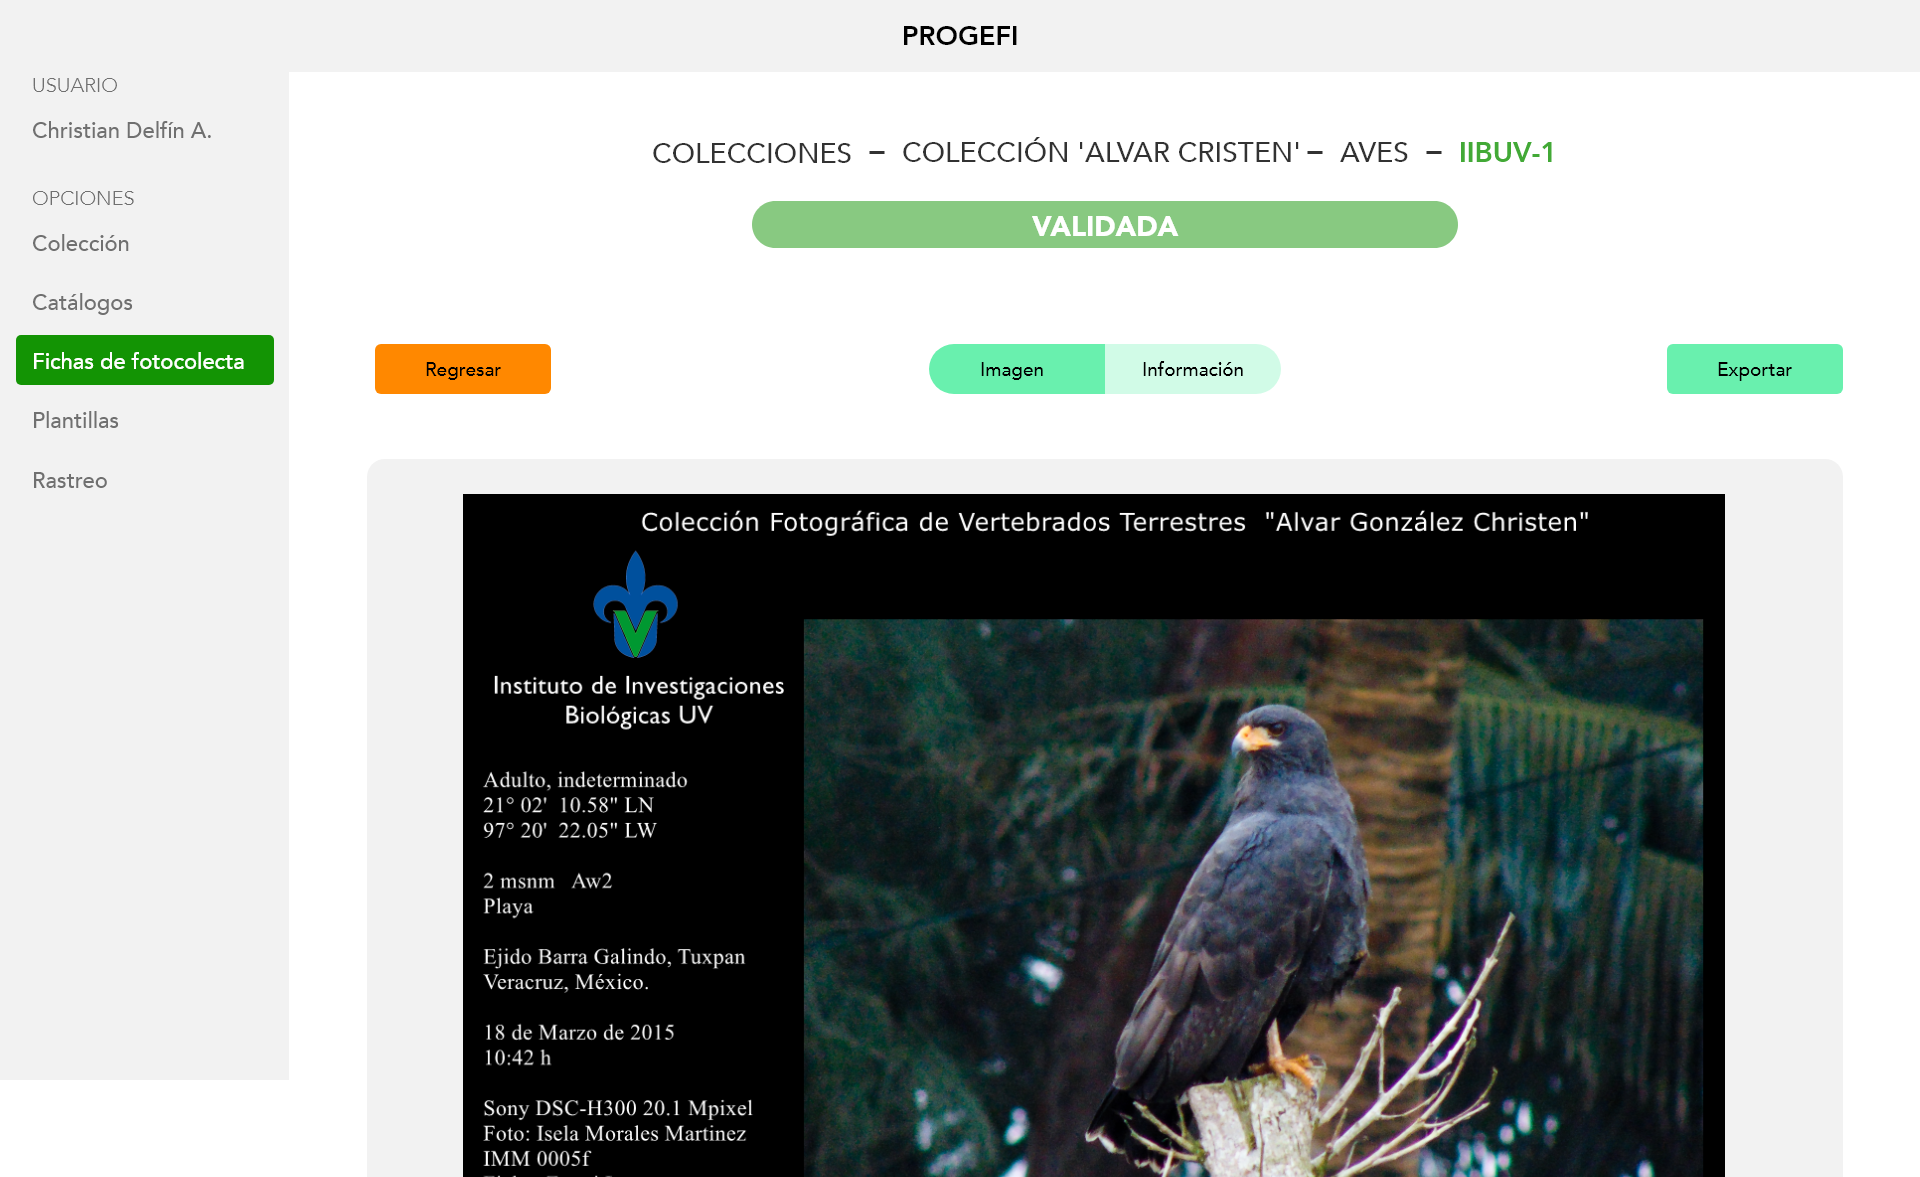 PROGEFI
USUARIO
Christian Delfín A.
OPCIONES
Colección
Catálogos
Fichas de fotocolecta
Plantillas
Rastreo
COLECCIONES – COLECCIÓN 'ALVAR CRISTEN' – AVES – IIBUV-1
VALIDADA
Regresar
Imagen
Información
Exportar
Colección Fotográfica de Vertebrados Terrestres "Alvar González Christen"
Instituto de Investigaciones
Biológicas UV
Adulto, indeterminado
21° 02' 10.58" LN
97° 20' 22.05" LW
2 msnm Aw2
Playa
Ejido Barra Galindo, Tuxpan
Veracruz, México.
18 de Marzo de 2015
10:42 h
Sony DSC-H300 20.1 Mpixel
Foto: Isela Morales Martinez
IMM 0005f